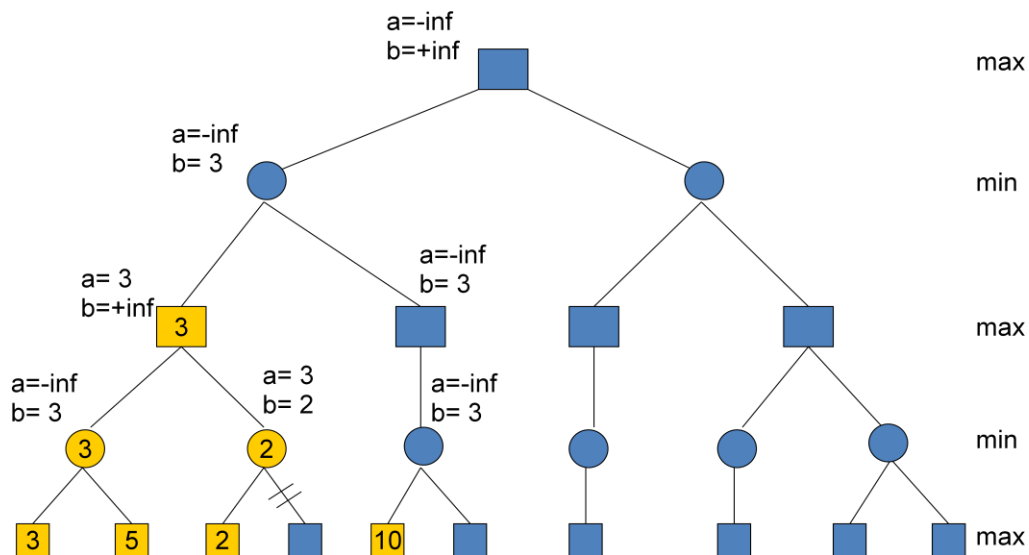 a=-inf
b=+inf
max
a=-inf
b= 3
min
a= 3
b=+inf
a=-inf
b= 3
3
max
a=-inf
b= 3
a= 3
b= 2
a=-inf
b= 3
3
2
min
3
5
2
10
max